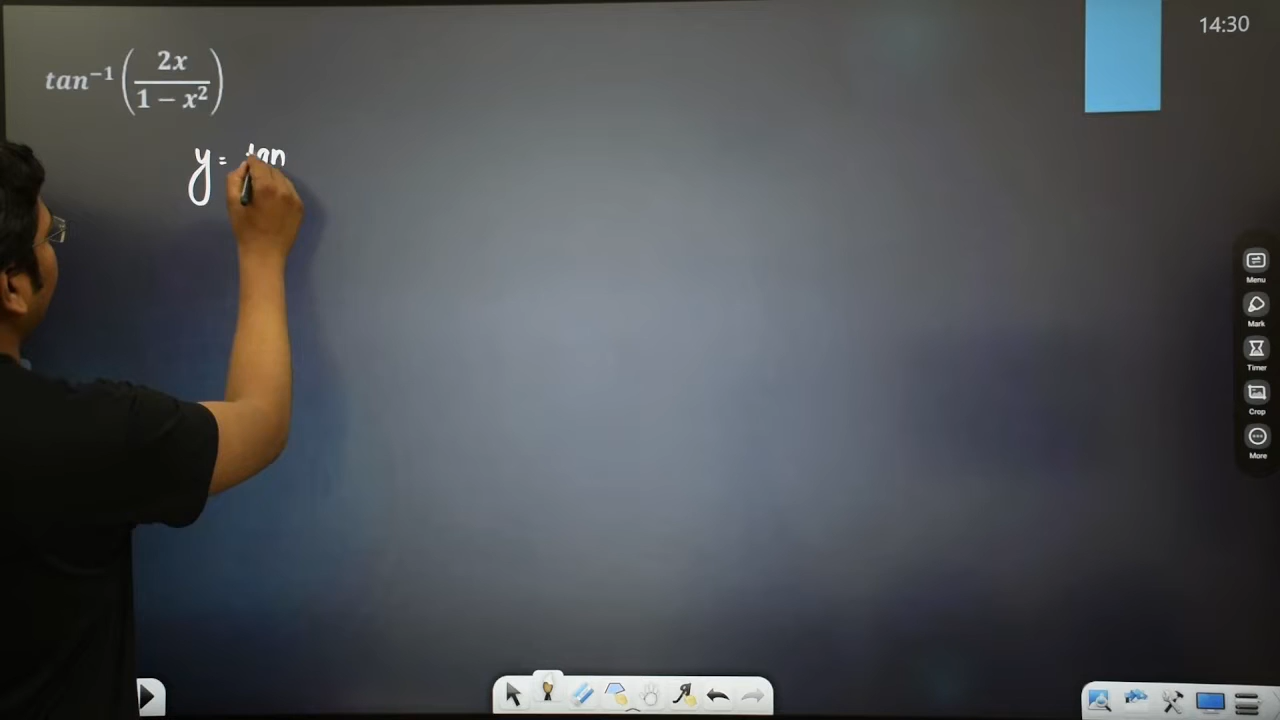 14:30
tan⁻¹ (2x / 1 − x²)
y = tan
Menu
Mark
Timer
Crop
More